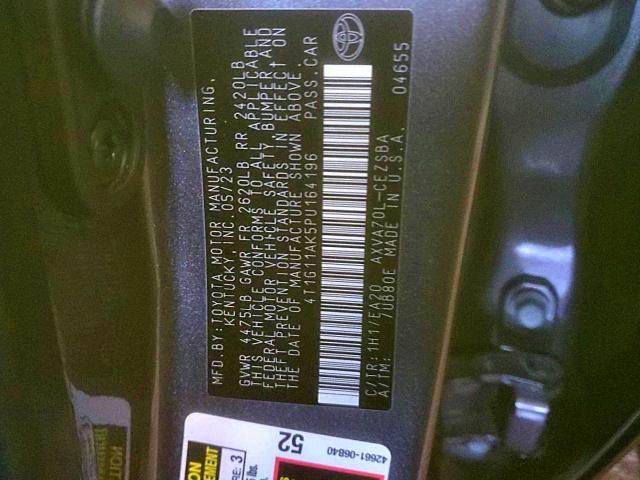 MFD. BY: TOYOTA MOTOR MANUFACTURING,
KENTUCKY, INC. 05/23
GVWR 4475LB GAWR FR 2620LB RR 2420LB
THIS VEHICLE CONFORMS TO ALL APPLICABLE
FEDERAL MOTOR VEHICLE SAFETY, BUMPER AND
THEFT PREVENTION STANDARDS IN EFFECT ON
THE DATE OF MANUFACTURE SHOWN ABOVE.
4T1G11AK5PU164196 PASS.CAR
C/TR: 1H1/EA20 AXVA70L-CEZSBA
A/TM: /UB80E MADE IN U.S.A. 04655
52
42661-06840